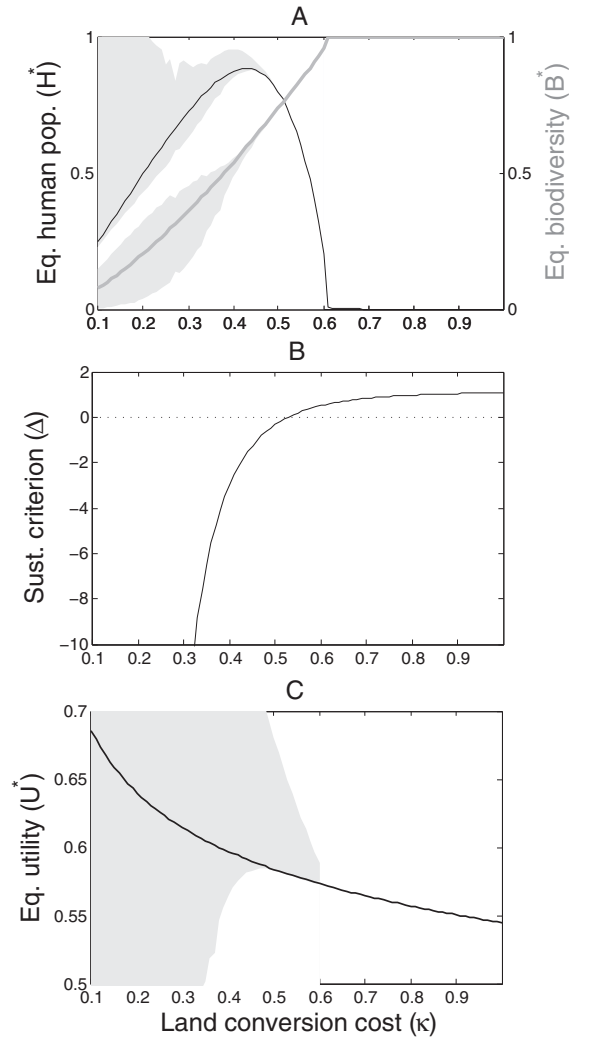 A
Eq. human pop. (H*)
1
0.5
0
1
0.5
0
Eq. biodiversity (B*)
0.1 0.2 0.3 0.4 0.5 0.6 0.7 0.8 0.9
B
Sust. criterion (Δ)
2
0
−2
−4
−6
−8
−10
0.1 0.2 0.3 0.4 0.5 0.6 0.7 0.8 0.9
C
Eq. utility (U*)
0.7
0.65
0.6
0.55
0.5
0.1 0.2 0.3 0.4 0.5 0.6 0.7 0.8 0.9
Land conversion cost (κ)